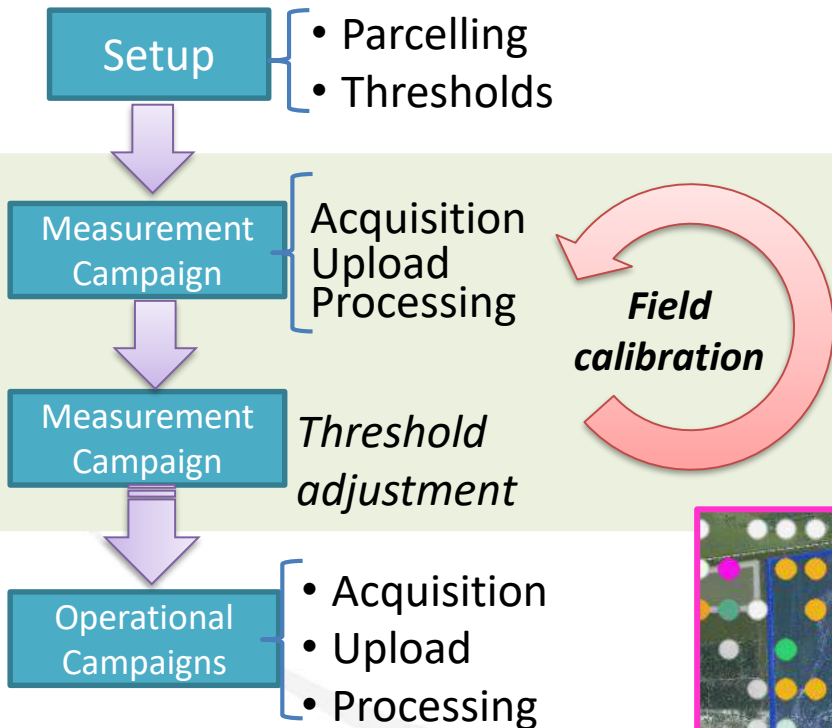 Setup
• Parcelling
• Thresholds
Measurement
Campaign
Acquisition
Upload
Processing
Field
calibration
Measurement
Campaign
Threshold
adjustment
Operational
Campaigns
• Acquisition
• Upload
• Processing